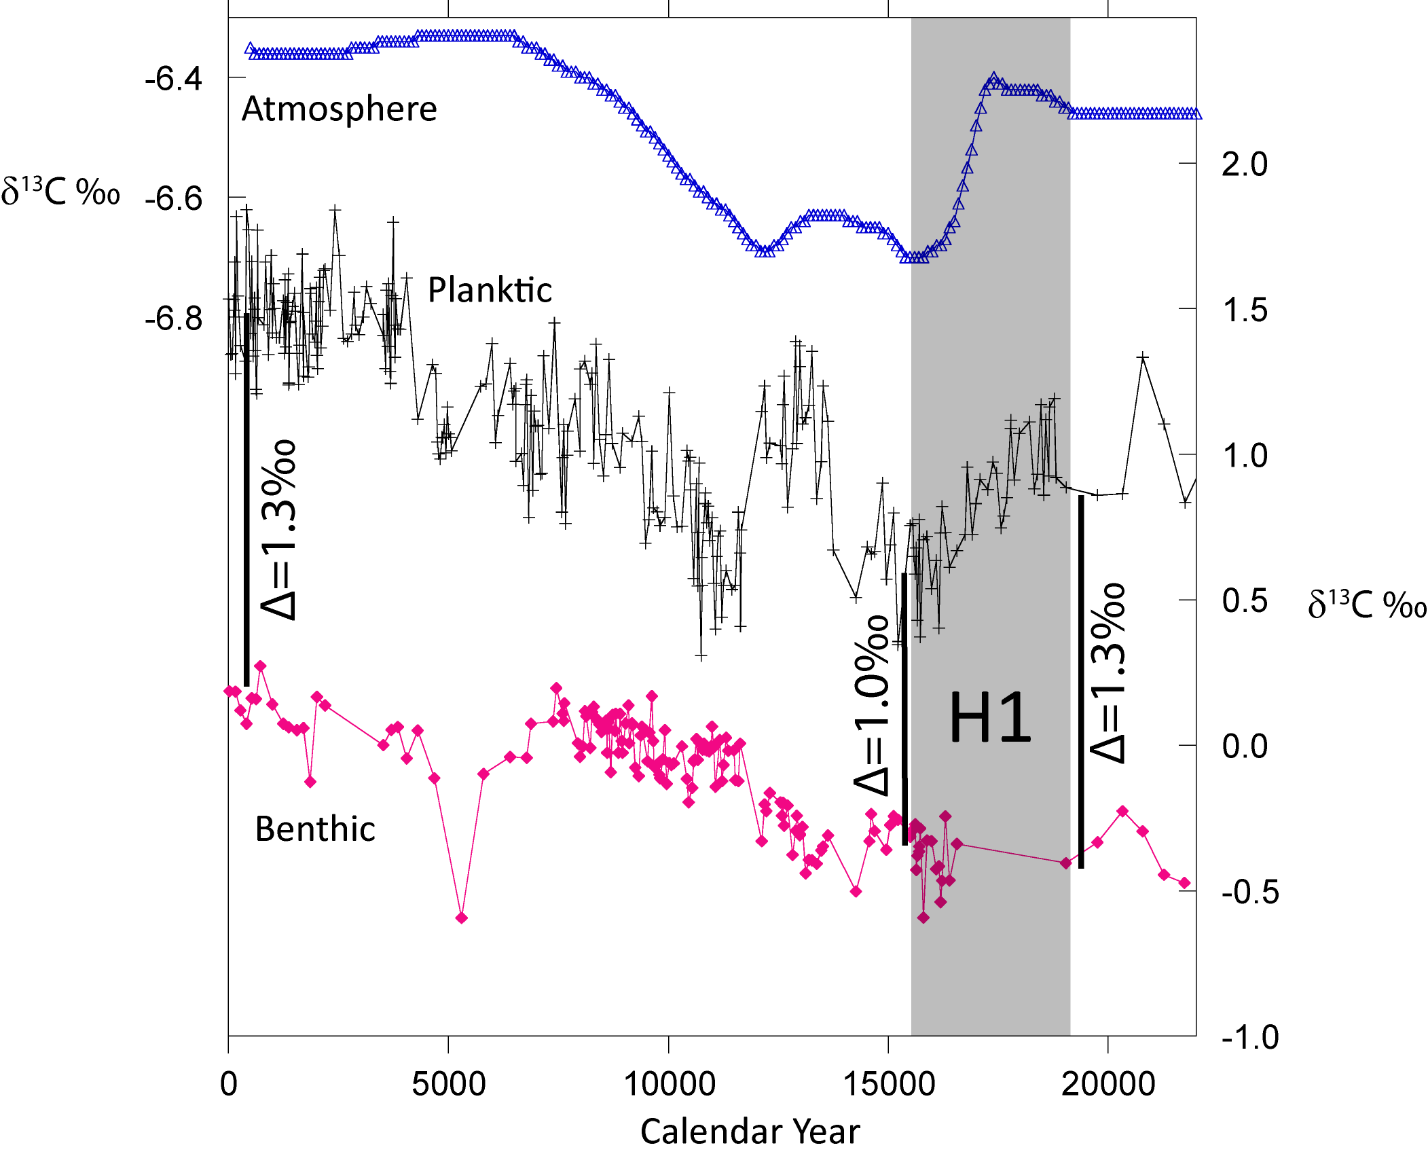 -6.4
Atmosphere
2.0
δ¹³C ‰
-6.6
Planktic
-6.8
1.5
1.0
Δ=1.3‰
0.5
δ¹³C ‰
Δ=1.0‰
H1
Δ=1.3‰
0.0
Benthic
-0.5
-1.0
0
5000
10000
15000
20000
Calendar Year